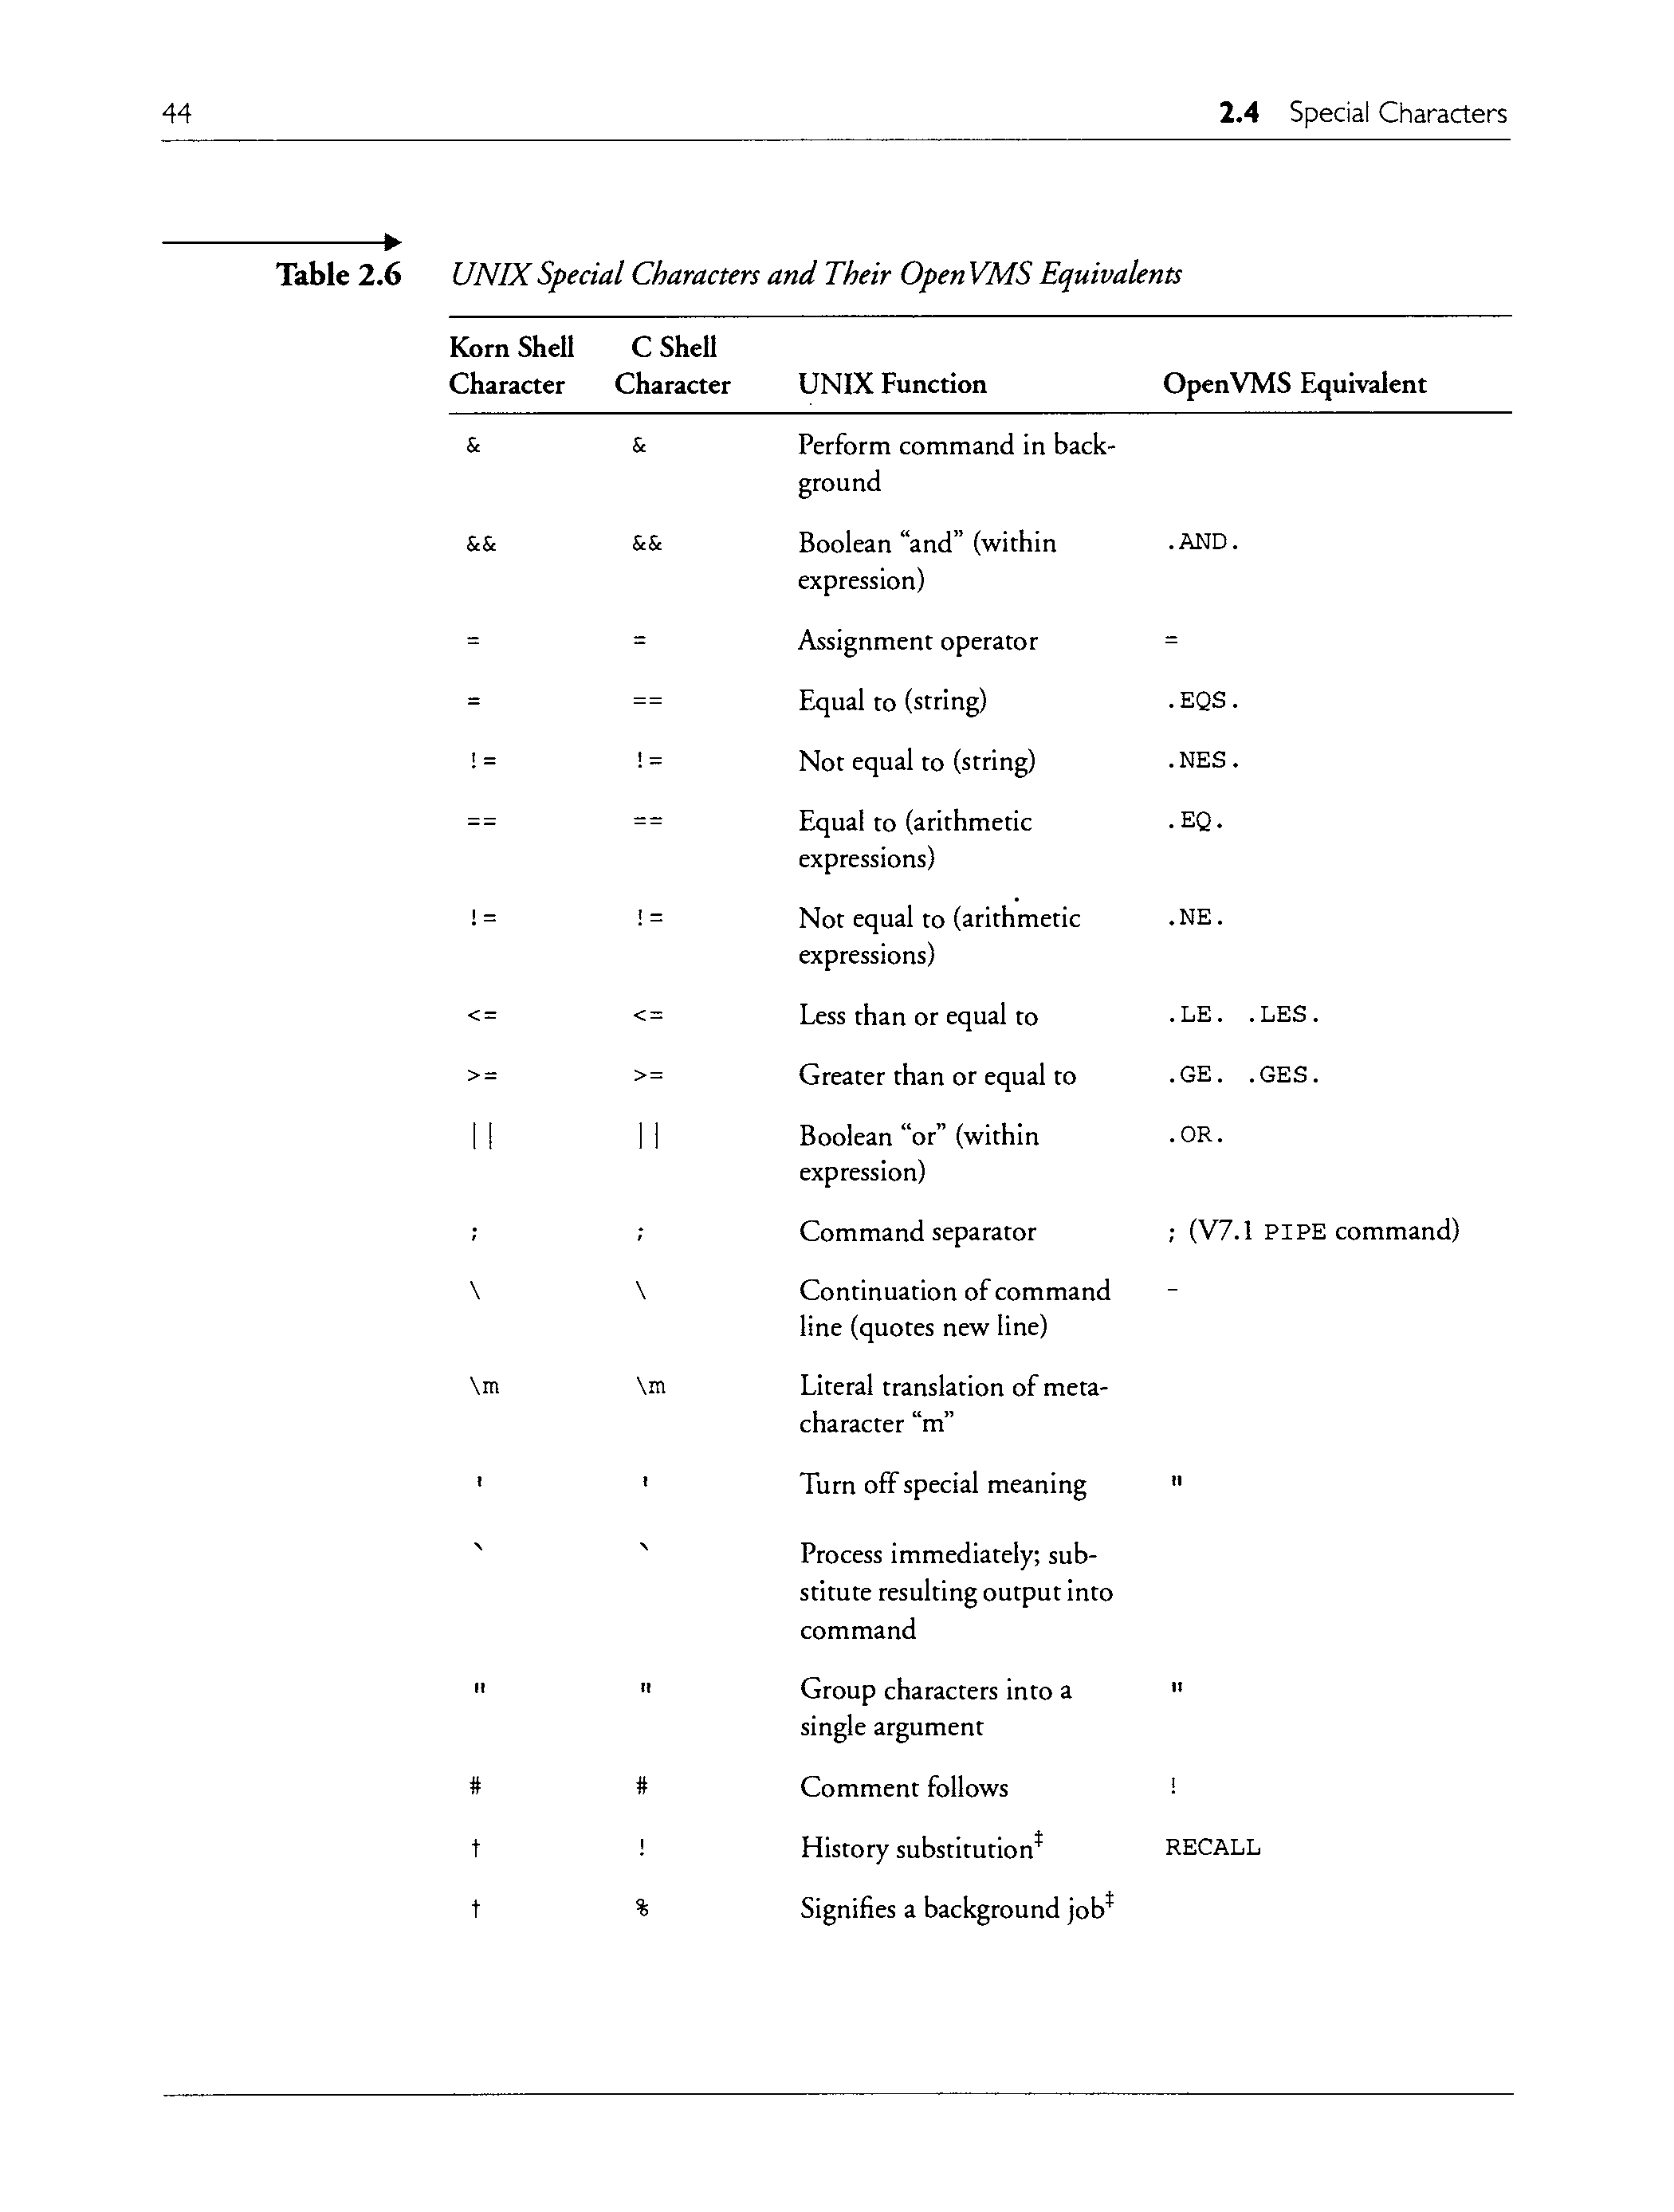 44 2.4 Special Characters
Table 2.6 UNIX Special Characters and Their OpenVMS Equivalents
Korn Shell C Shell
Character Character UNIX Function OpenVMS Equivalent
& & Perform command in back-
ground
&& && Boolean “and” (within .AND.
expression)
= = Assignment operator =
= == Equal to (string) .EQS.
!= != Not equal to (string) .NES.
== == Equal to (arithmetic .EQ.
expressions)
!= != Not equal to (arithmetic .NE.
expressions)
<= <= Less than or equal to .LE. .LES.
>= >= Greater than or equal to .GE. .GES.
|| || Boolean “or” (within .OR.
expression)
; ; Command separator ; (V7.1 PIPE command)
\ \ Continuation of command -
line (quotes new line)
\m \m Literal translation of meta-
character “m”
' ' Turn off special meaning "
` ` Process immediately; sub-
stitute resulting output into
command
" " Group characters into a "
single argument
# # Comment follows !
† ! History substitution‡ RECALL
† % Signifies a background job‡